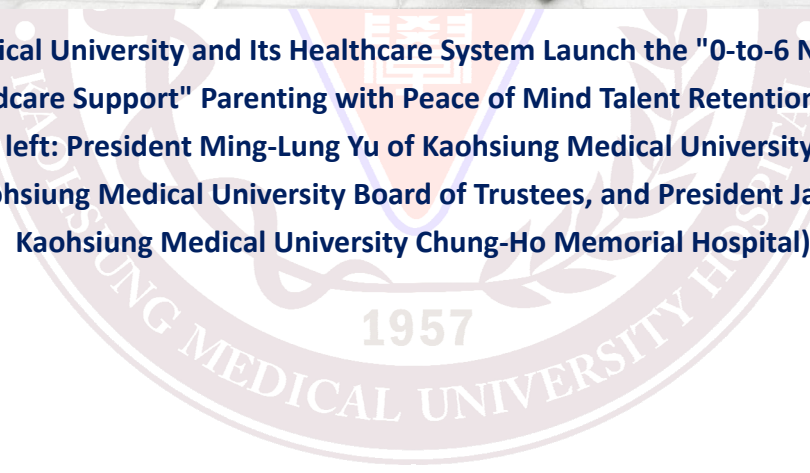 ical University and Its Healthcare System Launch the "0-to-6 N
dcare Support" Parenting with Peace of Mind Talent Retention
left: President Ming-Lung Yu of Kaohsiung Medical University
ohsiung Medical University Board of Trustees, and President Ja
Kaohsiung Medical University Chung-Ho Memorial Hospital)
1957
KAOHSIUNG MEDICAL UNIVERSITY HOSPITAL